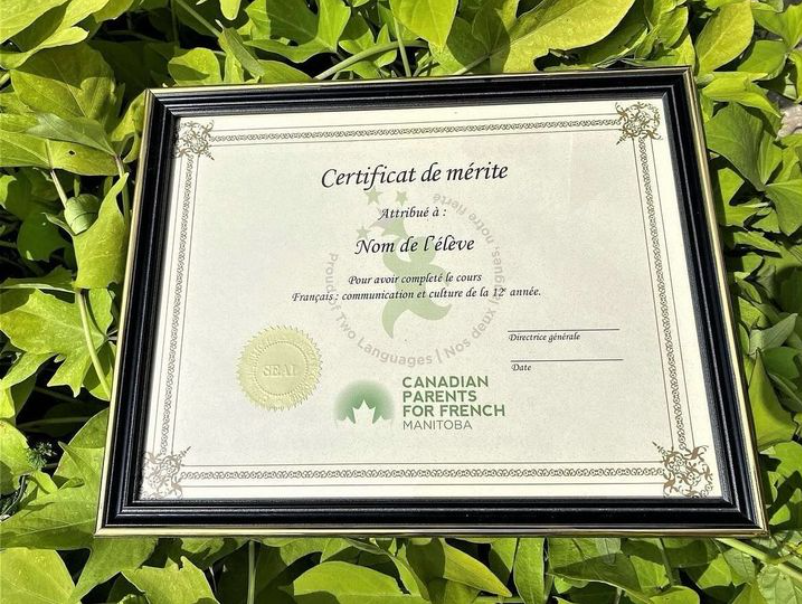 Certificat de mérite
Attribué à :
Nom de l'élève
Pour avoir completé le cours
Français : communication et culture de la 12e année.
Proud of Two Languages | Nos deux langues, notre fierté
Directrice générale
Date
SEAL
CANADIAN
PARENTS
FOR FRENCH
MANITOBA